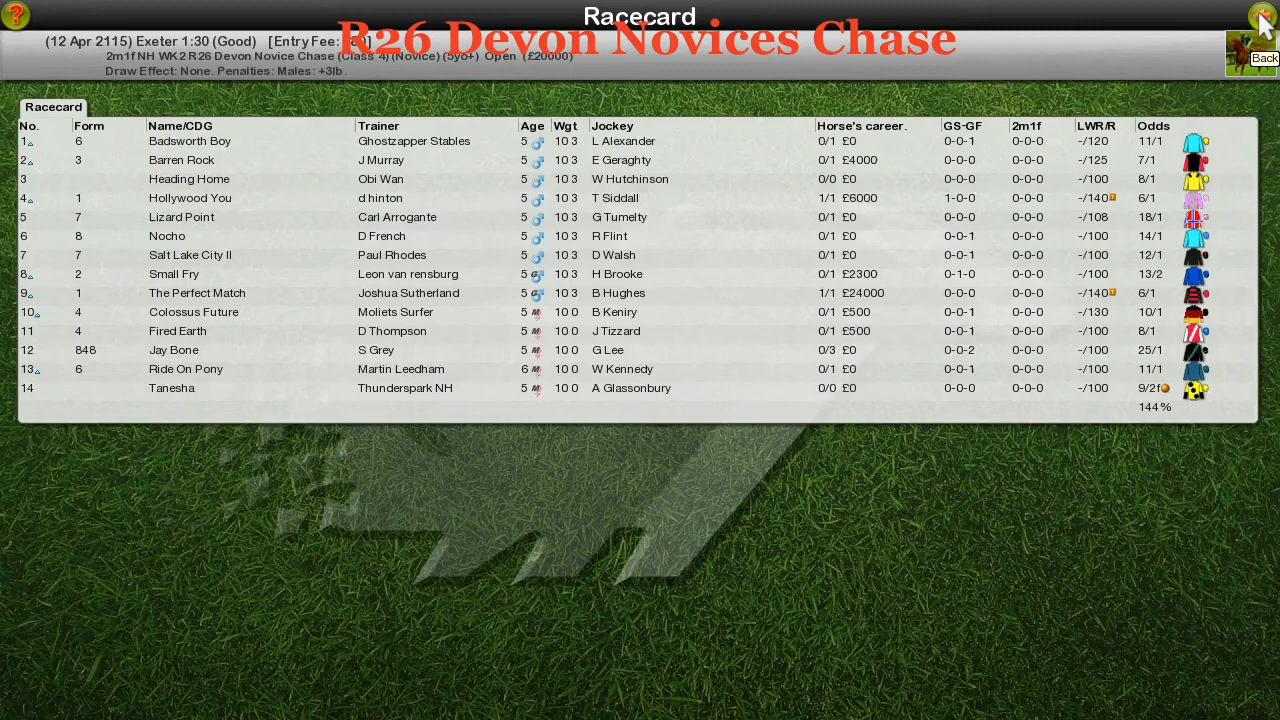 Racecard
R26 Devon Novices Chase
(12 Apr 2115) Exeter 1:30 (Good) [Entry Fee:
2m1f NH WK2 R26 Devon Novice Chase (Class 4) (Novice) (5yo+) Open (£20000)
Draw Effect: None. Penalties: Males: +3lb.
Back
Racecard
No. Form Name/CDG Trainer Age Wgt Jockey Horse's career. GS-GF 2m1f LWR/R Odds
1 6 Badsworth Boy Ghostzapper Stables 5 10 3 L Alexander 0/1 £0 0-0-1 0-0-0 -/120 11/1
2 3 Barren Rock J Murray 5 10 3 E Geraghty 0/1 £4000 0-0-0 0-0-0 -/125 7/1
3 Heading Home Obi Wan 5 10 3 W Hutchinson 0/0 £0 0-0-0 0-0-0 -/100 8/1
4 1 Hollywood You d hinton 5 10 3 T Siddall 1/1 £6000 1-0-0 0-0-0 -/140 T 6/1
5 7 Lizard Point Carl Arrogante 5 10 3 G Tumelty 0/1 £0 0-0-0 0-0-0 -/108 18/1
6 8 Nocho D French 5 10 3 R Flint 0/1 £0 0-0-1 0-0-0 -/100 14/1
7 7 Salt Lake City II Paul Rhodes 5 10 3 D Walsh 0/1 £0 0-0-1 0-0-0 -/100 12/1
8 2 Small Fry Leon van rensburg 5 G 10 3 H Brooke 0/1 £2300 0-1-0 0-0-0 -/100 13/2
9 1 The Perfect Match Joshua Sutherland 5 G 10 3 B Hughes 1/1 £24000 0-0-0 0-0-0 -/140 T 6/1
10 4 Colossus Future Moliets Surfer 5 M 10 0 B Keniry 0/1 £500 0-0-1 0-0-0 -/130 10/1
11 4 Fired Earth D Thompson 5 M 10 0 J Tizzard 0/1 £500 0-0-1 0-0-0 -/100 8/1
12 848 Jay Bone S Grey 5 M 10 0 G Lee 0/3 £0 0-0-2 0-0-0 -/100 25/1
13 6 Ride On Pony Martin Leedham 6 M 10 0 W Kennedy 0/1 £0 0-0-1 0-0-0 -/100 11/1
14 Tanesha Thunderspark NH 5 M 10 0 A Glassonbury 0/0 £0 0-0-0 0-0-0 -/100 9/2f
144%